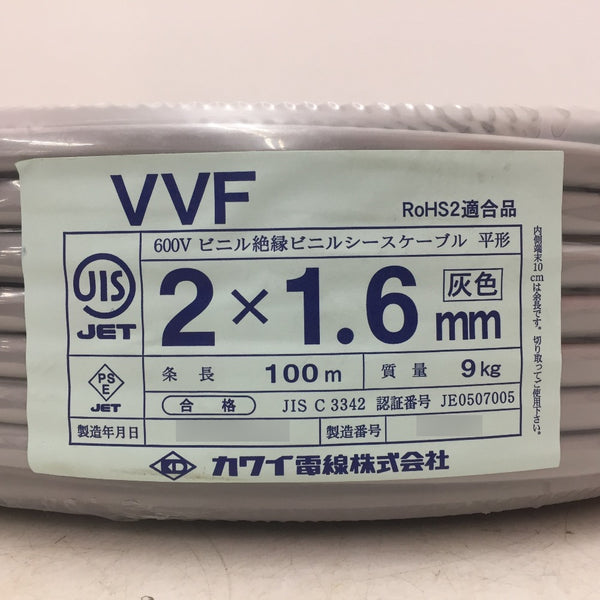 VVF
RoHS2適合品
600V ビニル絶縁ビニルシースケーブル 平形
JIS
JET
2×1.6mm
灰色
PS
E
JET
条長 100m 質量 9kg
合格 JIS C 3342 認証番号 JE0507005
製造年月日 製造番号
KD カワイ電線株式会社
内側端末10cmは余長です。切り取ってご使用下さい。